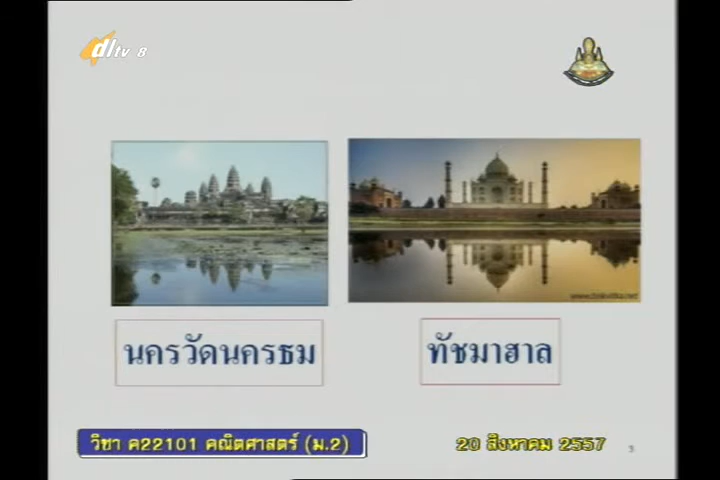 dltv 8
นครวัดนครธม
ทัชมาฮาล
วิชา ค22101 คณิตศาสตร์ (ม.2)
20 สิงหาคม 2557